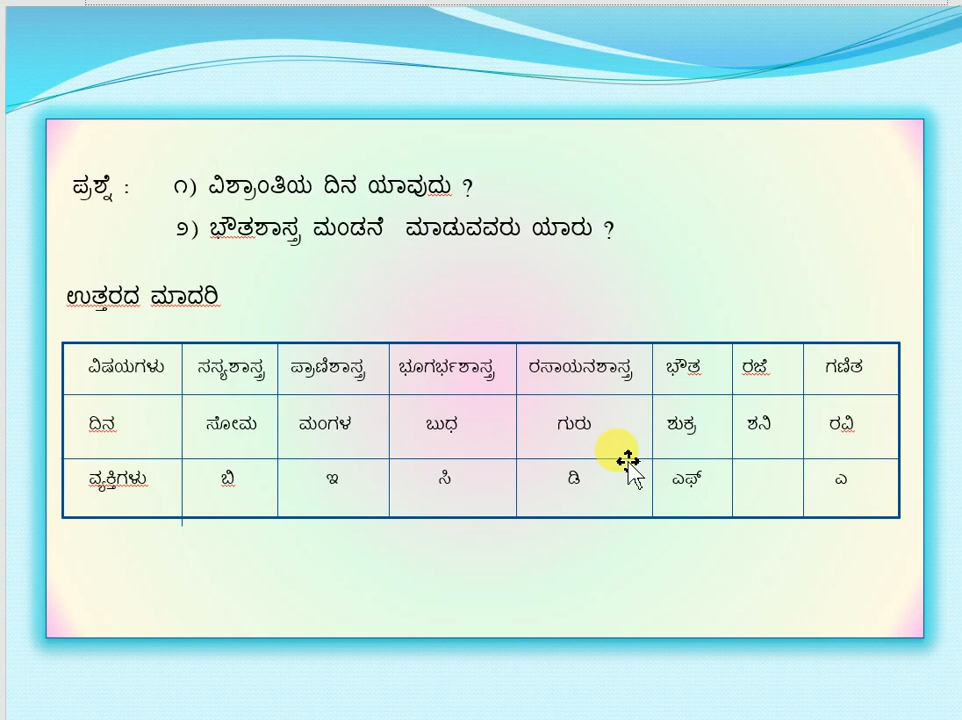 ಪ್ರಶ್ನೆ : ೧) ವಿಶ್ರಾಂತಿಯ ದಿನ ಯಾವುದು ?
೨) ಭೌತಶಾಸ್ತ್ರ ಮಂಡನೆ ಮಾಡುವವರು ಯಾರು ?
ಉತ್ತರದ ಮಾದರಿ
ವಿಷಯಗಳು ಸಸ್ಯಶಾಸ್ತ್ರ ಪ್ರಾಣಿಶಾಸ್ತ್ರ ಭೂಗರ್ಭಶಾಸ್ತ್ರ ರಸಾಯನಶಾಸ್ತ್ರ ಭೌತ ರಜೆ ಗಣಿತ
ದಿನ ಸೋಮ ಮಂಗಳ ಬುಧ ಗುರು ಶುಕ್ರ ಶನಿ ರವಿ
ವ್ಯಕ್ತಿಗಳು ಬಿ ಇ ಸಿ ಡಿ ಎಫ್ ಎ